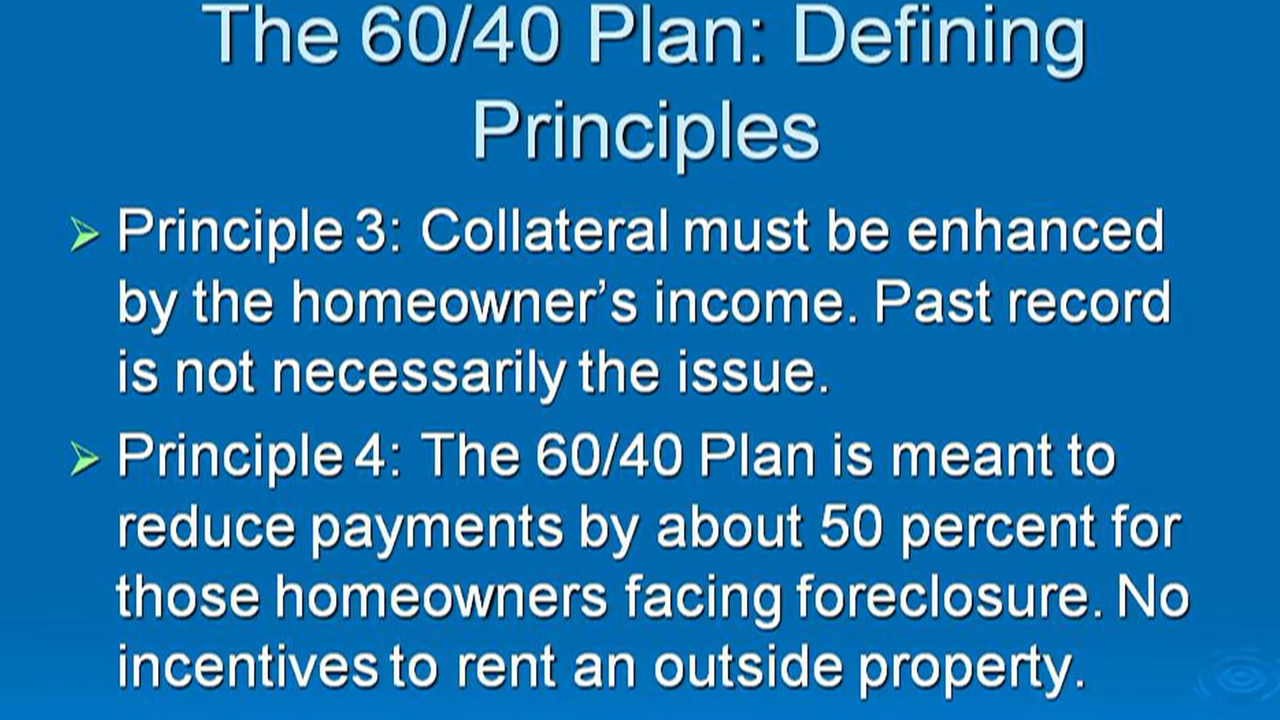 The 60/40 Plan: Defining
Principles
Principle 3: Collateral must be enhanced
by the homeowner’s income. Past record
is not necessarily the issue.
Principle 4: The 60/40 Plan is meant to
reduce payments by about 50 percent for
those homeowners facing foreclosure. No
incentives to rent an outside property.